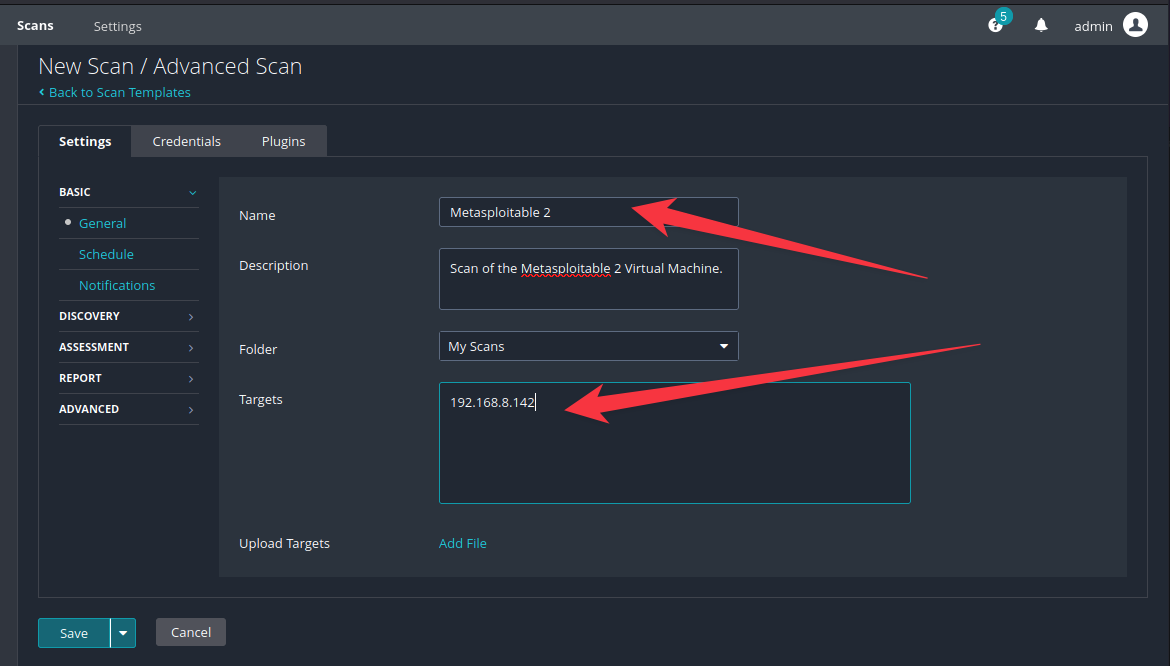 Scans
Settings
5
admin
New Scan / Advanced Scan
Back to Scan Templates
Settings
Credentials
Plugins
BASIC
General
Schedule
Notifications
DISCOVERY
ASSESSMENT
REPORT
ADVANCED
Name
Metasploitable 2
Description
Scan of the Metasploitable 2 Virtual Machine.
Folder
My Scans
Targets
192.168.8.142
Upload Targets
Add File
Save
Cancel